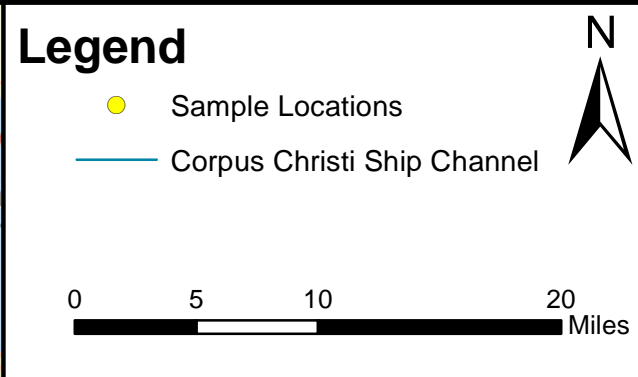 N
Legend
Sample Locations
Corpus Christi Ship Channel
0 5 10 20
Miles